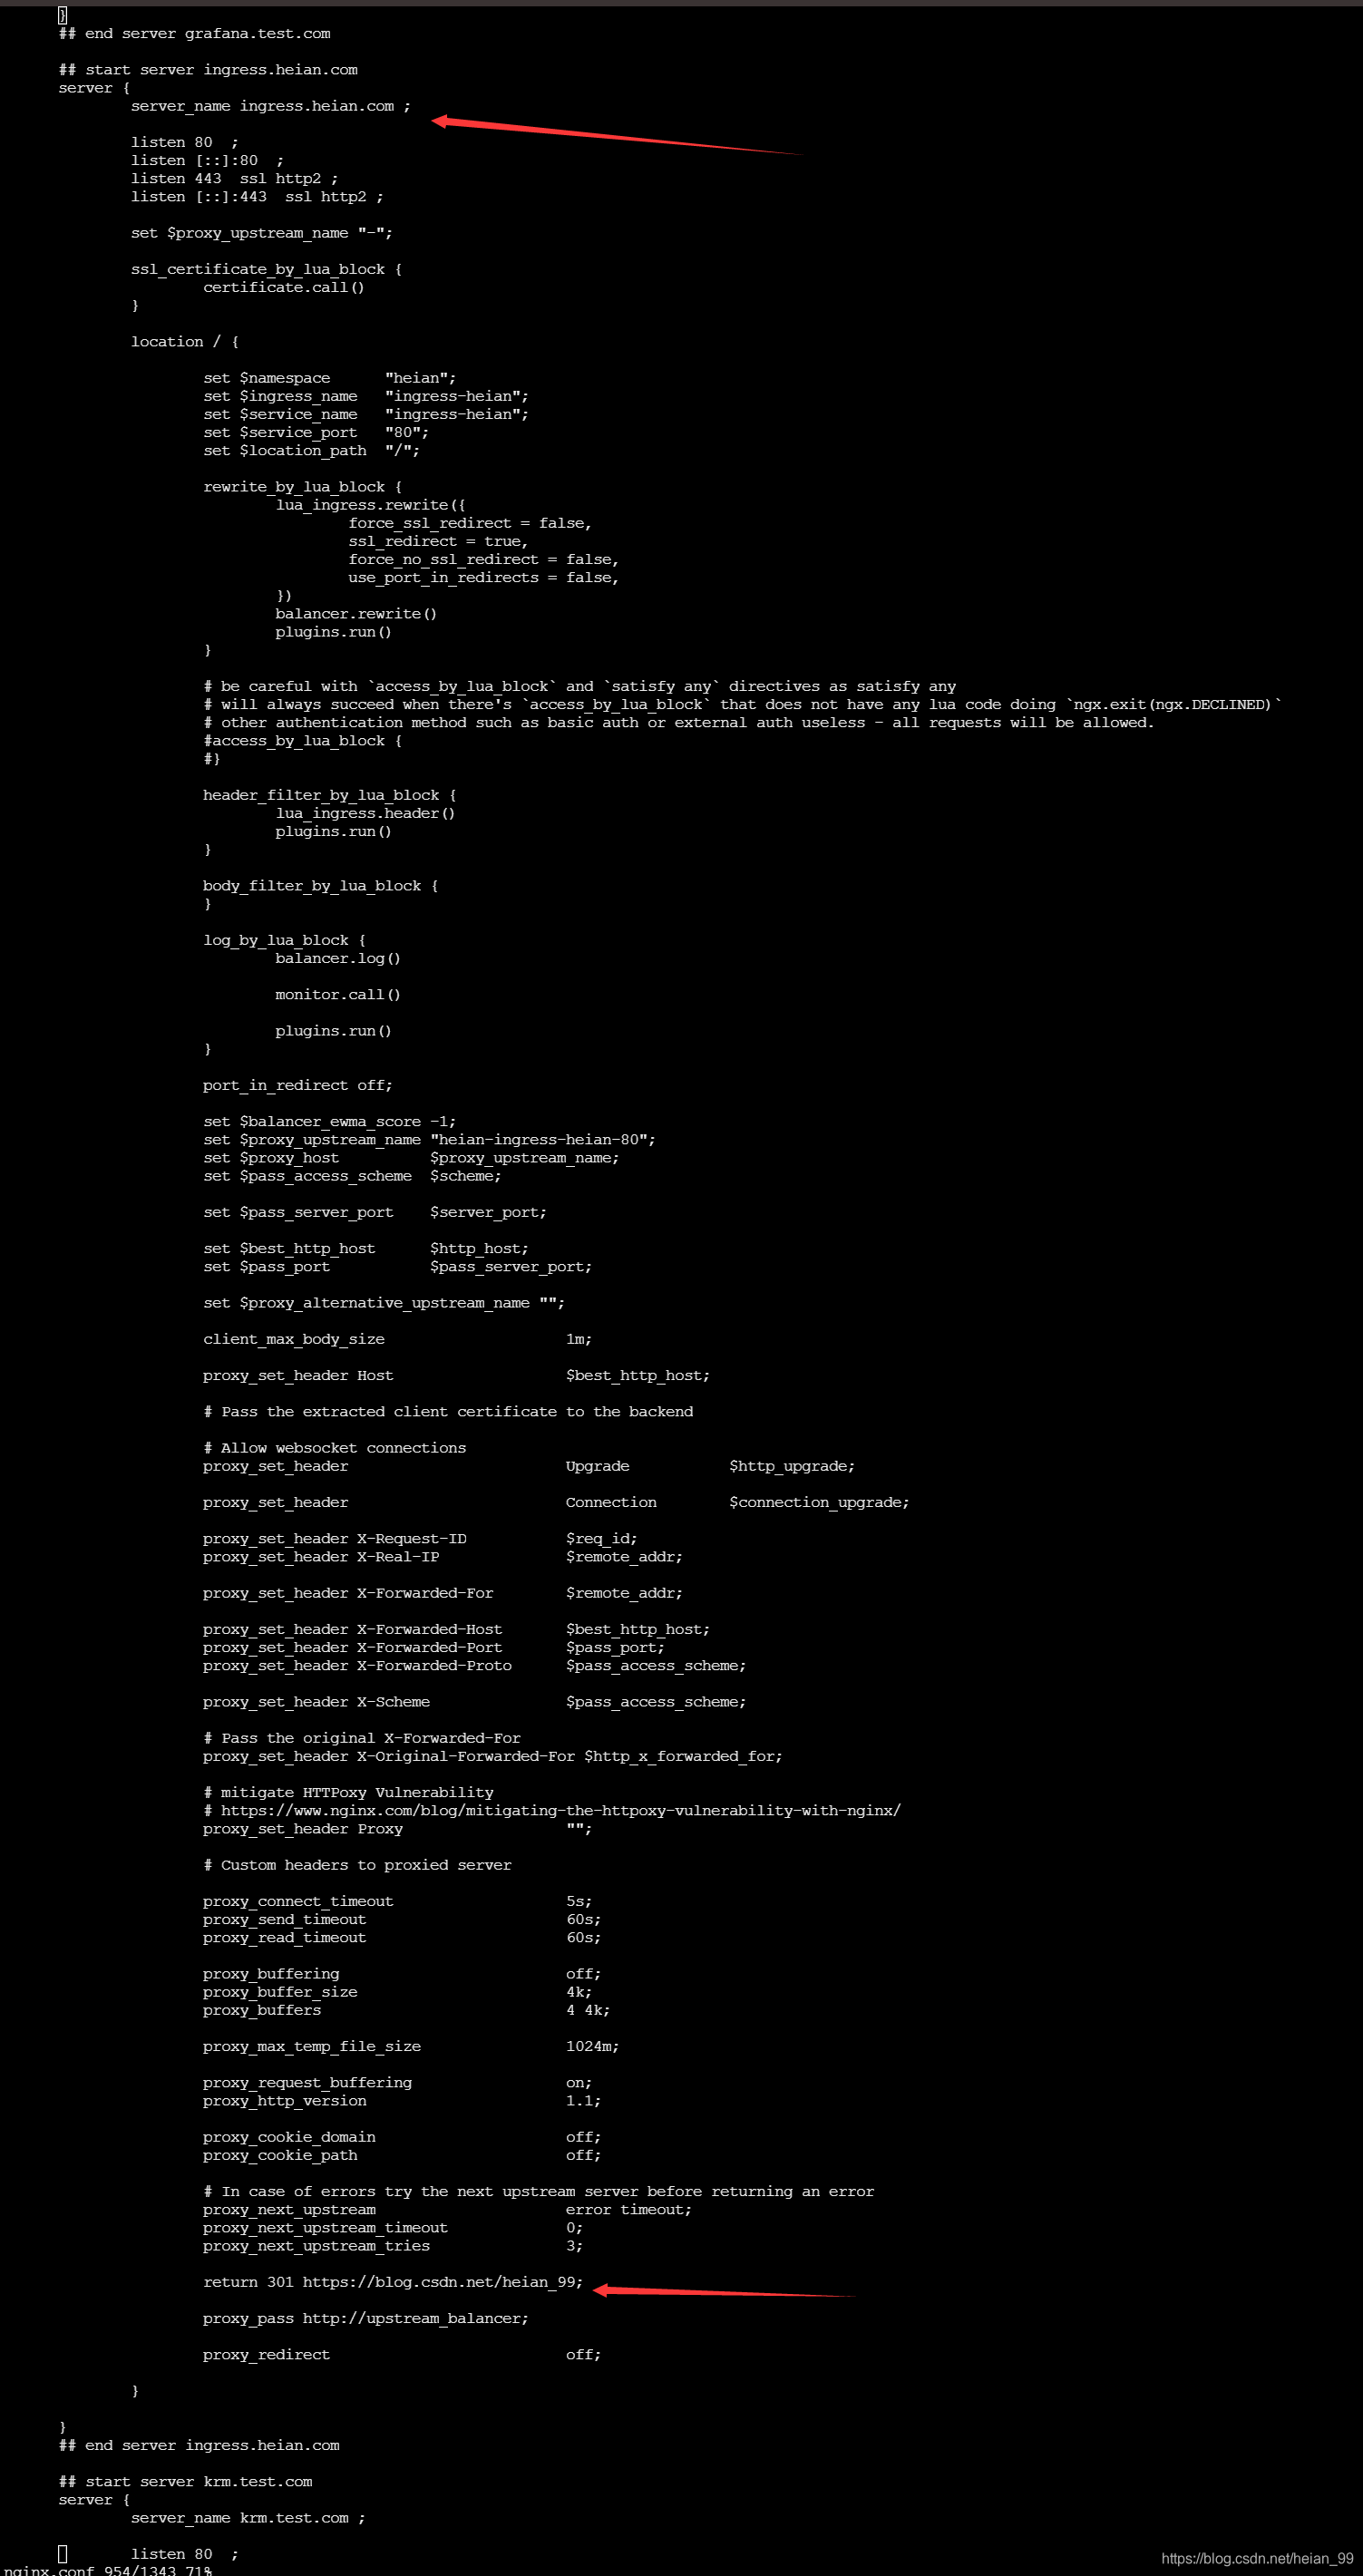 }
## end server grafana.test.com
## start server ingress.heian.com
server {
server_name ingress.heian.com ;
listen 80  ;
listen [::]:80  ;
listen 443  ssl http2 ;
listen [::]:443  ssl http2 ;
set $proxy_upstream_name "-";
ssl_certificate_by_lua_block {
certificate.call()
}
location / {
set $namespace      "heian";
set $ingress_name   "ingress-heian";
set $service_name   "ingress-heian";
set $service_port   "80";
set $location_path  "/";
rewrite_by_lua_block {
lua_ingress.rewrite({
force_ssl_redirect = false,
ssl_redirect = true,
force_no_ssl_redirect = false,
use_port_in_redirects = false,
})
balancer.rewrite()
plugins.run()
}
# be careful with `access_by_lua_block` and `satisfy any` directives as satisfy any
# will always succeed when there's `access_by_lua_block` that does not have any lua code doing `ngx.exit(ngx.DECLINED)`
# other authentication method such as basic auth or external auth useless - all requests will be allowed.
#access_by_lua_block {
#}
header_filter_by_lua_block {
lua_ingress.header()
plugins.run()
}
body_filter_by_lua_block {
}
log_by_lua_block {
balancer.log()
monitor.call()
plugins.run()
}
port_in_redirect off;
set $balancer_ewma_score -1;
set $proxy_upstream_name "heian-ingress-heian-80";
set $proxy_host          $proxy_upstream_name;
set $pass_access_scheme  $scheme;
set $pass_server_port    $server_port;
set $best_http_host      $http_host;
set $pass_port           $pass_server_port;
set $proxy_alternative_upstream_name "";
client_max_body_size                    1m;
proxy_set_header Host                   $best_http_host;
# Pass the extracted client certificate to the backend
# Allow websocket connections
proxy_set_header                        Upgrade           $http_upgrade;
proxy_set_header                        Connection        $connection_upgrade;
proxy_set_header X-Request-ID           $req_id;
proxy_set_header X-Real-IP              $remote_addr;
proxy_set_header X-Forwarded-For        $remote_addr;
proxy_set_header X-Forwarded-Host       $best_http_host;
proxy_set_header X-Forwarded-Port       $pass_port;
proxy_set_header X-Forwarded-Proto      $pass_access_scheme;
proxy_set_header X-Scheme               $pass_access_scheme;
# Pass the original X-Forwarded-For
proxy_set_header X-Original-Forwarded-For $http_x_forwarded_for;
# mitigate HTTPoxy Vulnerability
# https://www.nginx.com/blog/mitigating-the-httpoxy-vulnerability-with-nginx/
proxy_set_header Proxy                  "";
# Custom headers to proxied server
proxy_connect_timeout                   5s;
proxy_send_timeout                      60s;
proxy_read_timeout                      60s;
proxy_buffering                         off;
proxy_buffer_size                       4k;
proxy_buffers                           4 4k;
proxy_max_temp_file_size                1024m;
proxy_request_buffering                 on;
proxy_http_version                      1.1;
proxy_cookie_domain                     off;
proxy_cookie_path                       off;
# In case of errors try the next upstream server before returning an error
proxy_next_upstream                     error timeout;
proxy_next_upstream_timeout             0;
proxy_next_upstream_tries               3;
return 301 https://blog.csdn.net/heian_99;
proxy_pass http://upstream_balancer;
proxy_redirect                          off;
}
}
## end server ingress.heian.com
## start server krm.test.com
server {
server_name krm.test.com ;
listen 80  ;
nginx.conf 954/1343 71%
https://blog.csdn.net/heian_99